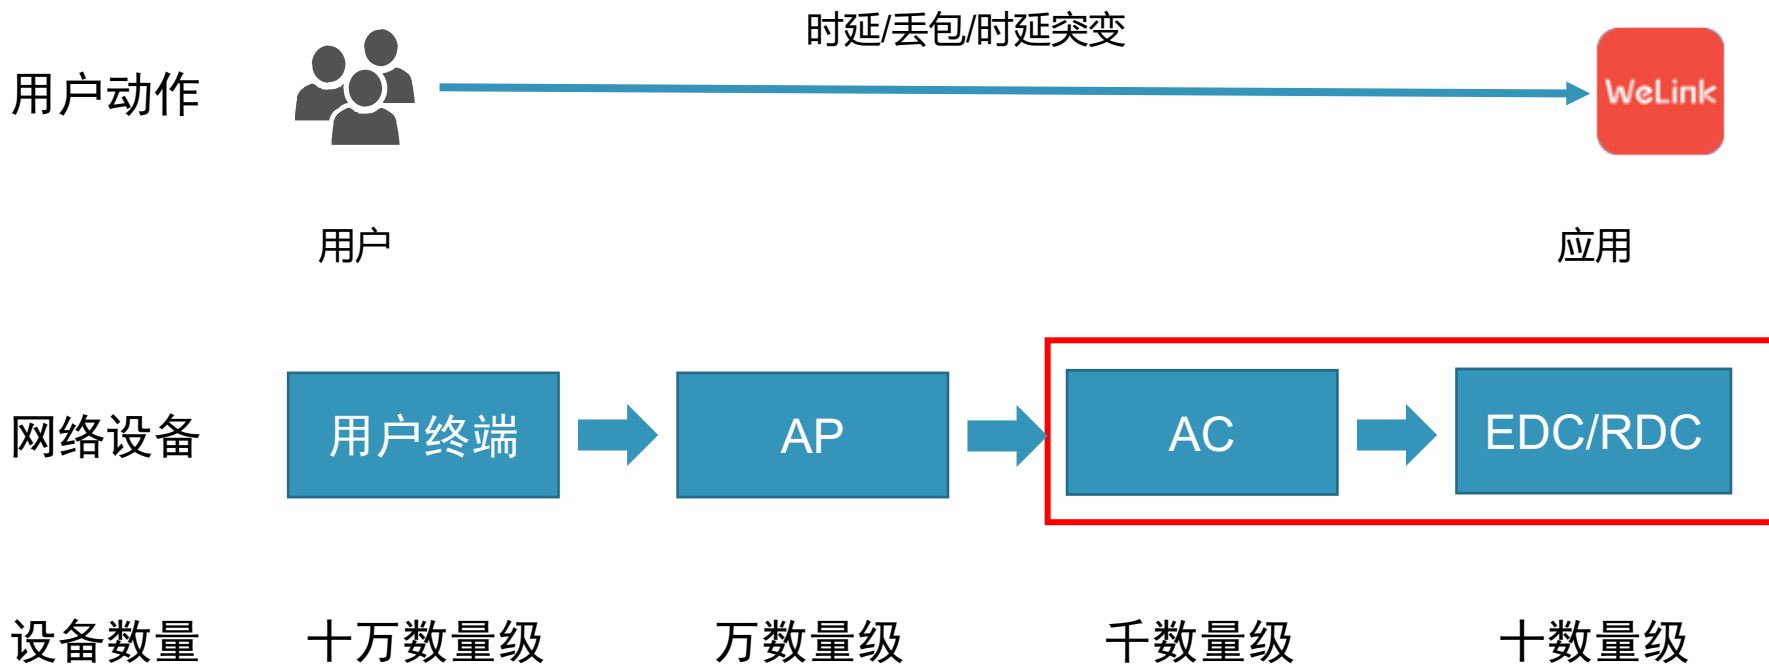 时延/丢包/时延突变
用户动作
WeLink
用户
应用
网络设备
用户终端
AP
AC
EDC/RDC
设备数量
十万数量级
万数量级
千数量级
十数量级